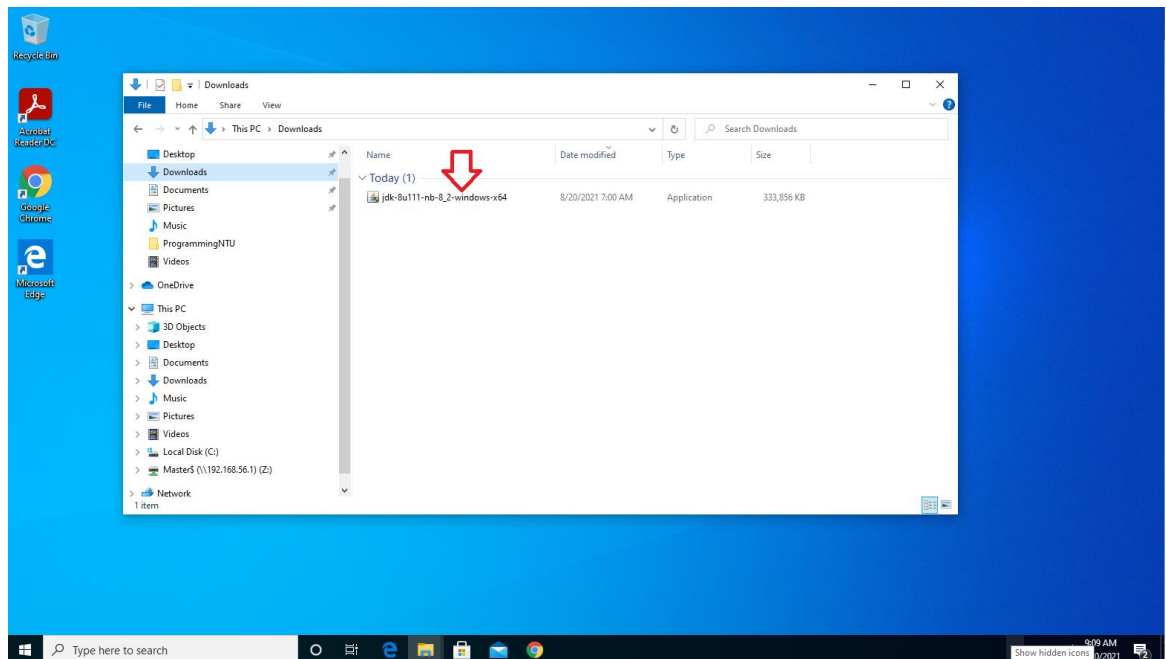 Recycle Bin
Acrobat
Reader DC
Google
Chrome
Microsoft
Edge
Downloads
File Home Share View
This PC > Downloads
Search Downloads
Desktop
Downloads
Documents
Pictures
Music
ProgrammingNTU
Videos
OneDrive
This PC
3D Objects
Desktop
Documents
Downloads
Music
Pictures
Videos
Local Disk (C:)
Master$ (\\192.168.56.1) (Z:)
Network
1 item
Name Date modified Type Size
Today (1)
jdk-8u111-nb-8_2-windows-x64 8/20/2021 7:00 AM Application 333,856 KB
Type here to search
9:09 AM
Show hidden icons 0/2021
2